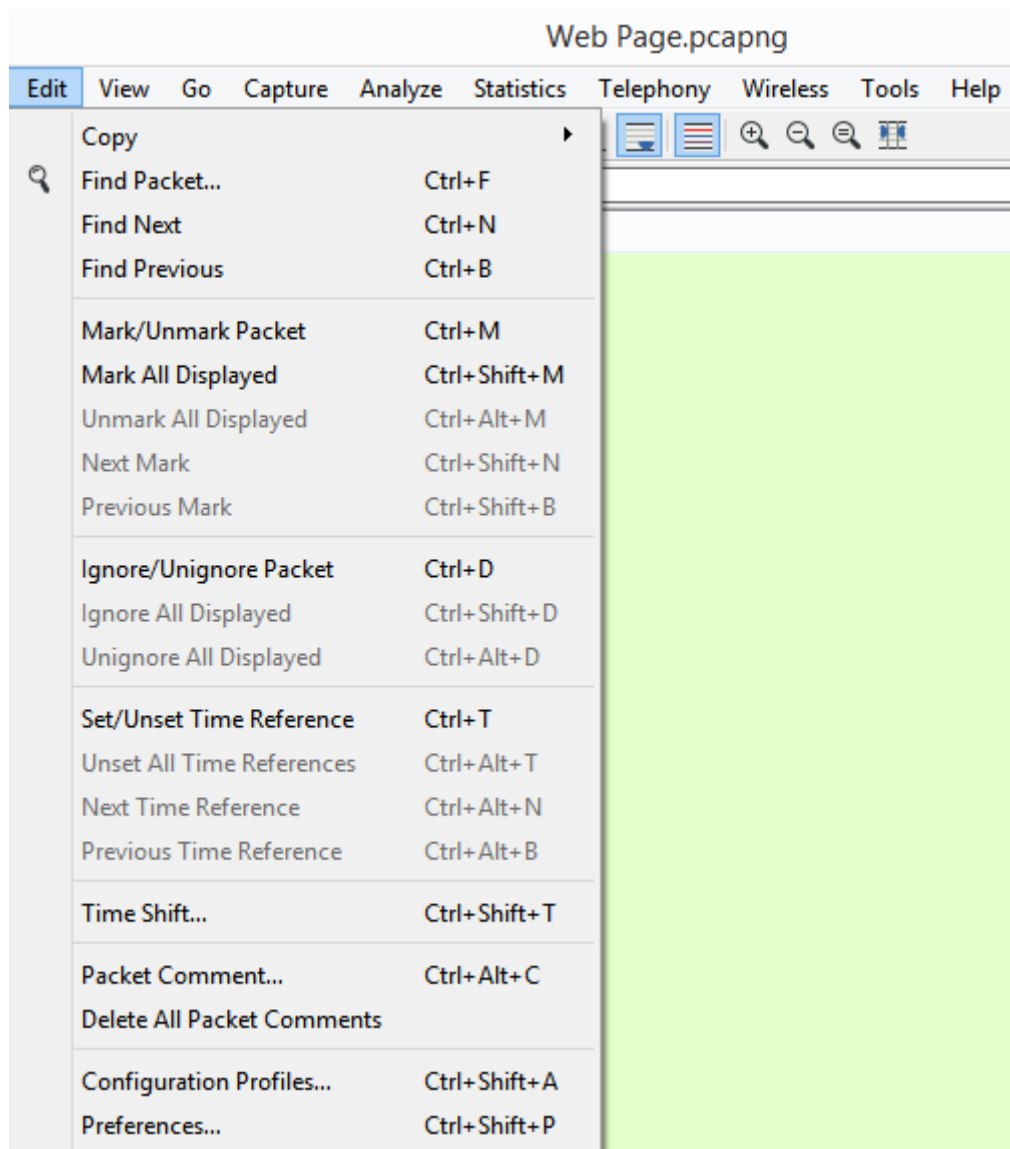 Web Page.pcapng
Edit View Go Capture Analyze Statistics Telephony Wireless Tools Help
Copy
Find Packet... Ctrl+F
Find Next Ctrl+N
Find Previous Ctrl+B
Mark/Unmark Packet Ctrl+M
Mark All Displayed Ctrl+Shift+M
Unmark All Displayed Ctrl+Alt+M
Next Mark Ctrl+Shift+N
Previous Mark Ctrl+Shift+B
Ignore/Unignore Packet Ctrl+D
Ignore All Displayed Ctrl+Shift+D
Unignore All Displayed Ctrl+Alt+D
Set/Unset Time Reference Ctrl+T
Unset All Time References Ctrl+Alt+T
Next Time Reference Ctrl+Alt+N
Previous Time Reference Ctrl+Alt+B
Time Shift... Ctrl+Shift+T
Packet Comment... Ctrl+Alt+C
Delete All Packet Comments
Configuration Profiles... Ctrl+Shift+A
Preferences... Ctrl+Shift+P